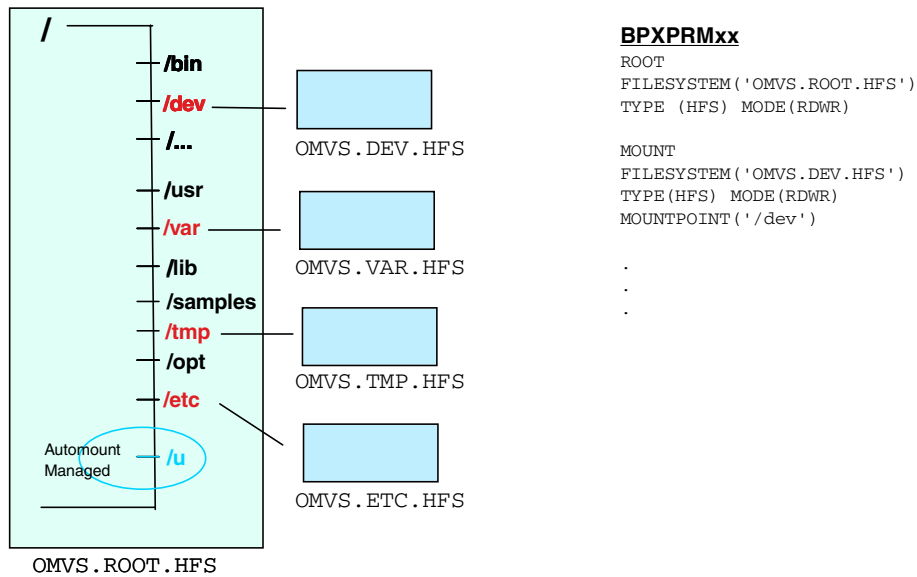 /
/bin
/dev
/...
/usr
/var
/lib
/samples
/tmp
/opt
/etc
Automount
Managed
/u
OMVS.ROOT.HFS
OMVS.DEV.HFS
OMVS.VAR.HFS
OMVS.TMP.HFS
OMVS.ETC.HFS
BPXPRMxx
ROOT
FILESYSTEM('OMVS.ROOT.HFS')
TYPE (HFS) MODE(RDWR)
MOUNT
FILESYSTEM('OMVS.DEV.HFS')
TYPE(HFS) MODE(RDWR)
MOUNTPOINT('/dev')
.
.
.